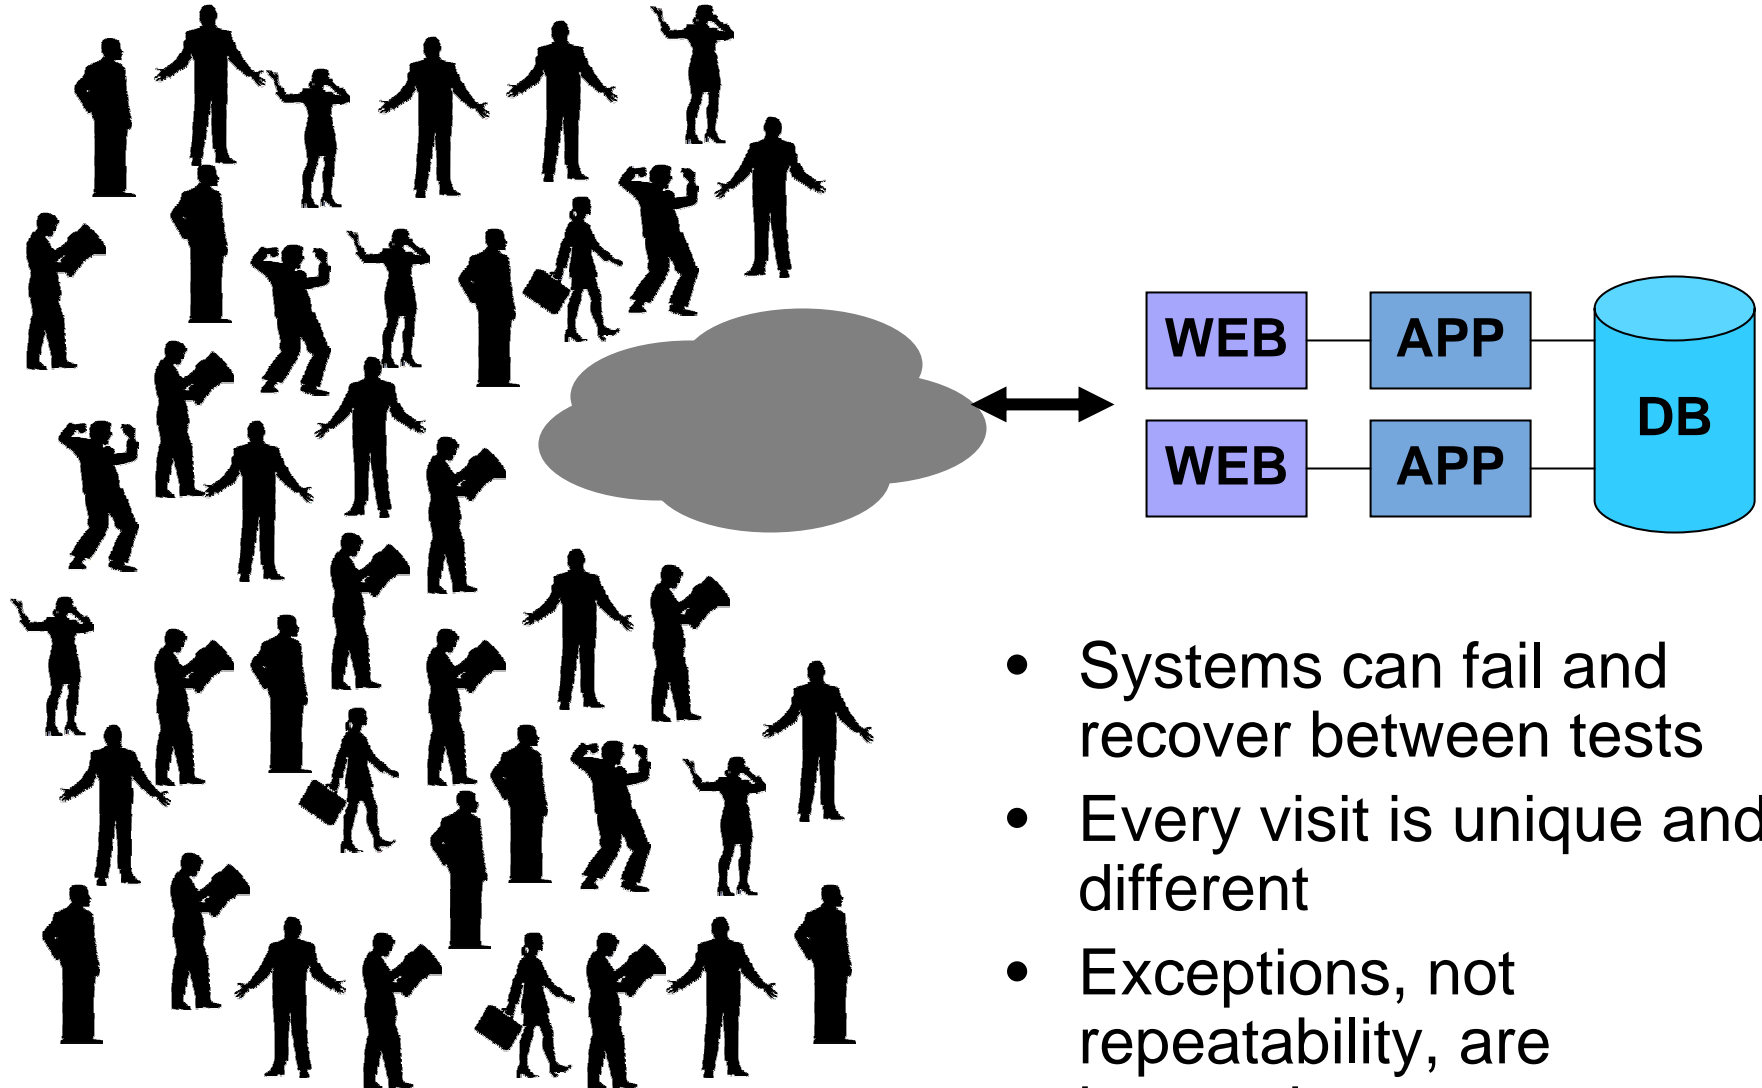 WEB APP
DB
WEB APP
• Systems can fail and
recover between tests
• Every visit is unique and
different
• Exceptions, not
repeatability, are